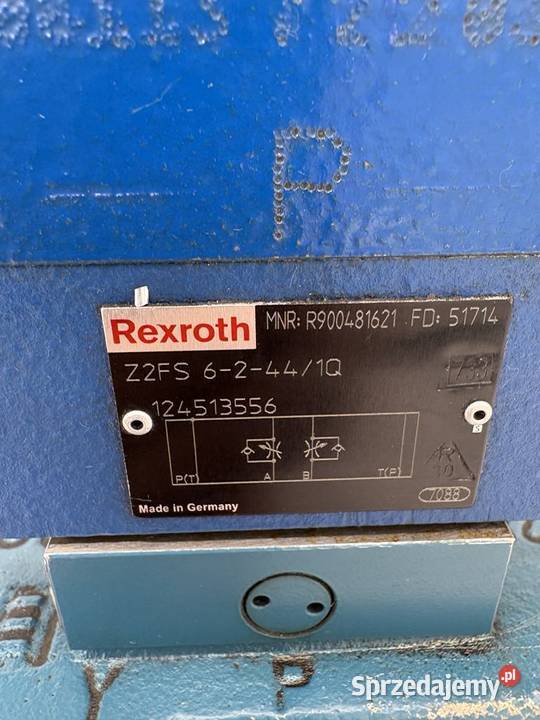 P
Rexroth MNR: R900481621 FD: 51714
Z2FS 6-2-44/1Q
124513556
P(T) A B T(P)
Made in Germany
7088
P
Sprzedajemy.pl